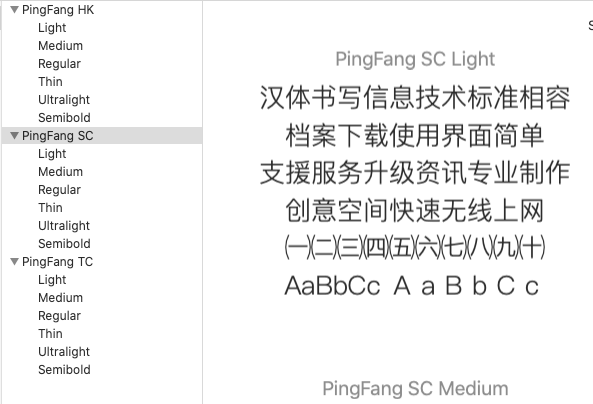 PingFang HK
Light
Medium
Regular
Thin
Ultralight
Semibold
PingFang SC
Light
Medium
Regular
Thin
Ultralight
Semibold
PingFang TC
Light
Medium
Regular
Thin
Ultralight
Semibold
S
PingFang SC Light
汉体书写信息技术标准相容
档案下载使用界面简单
支援服务升级资讯专业制作
创意空间快速无线上网
㈠㈡㈢㈣㈤㈥㈦㈧㈨㈩
AaBbCc ＡａＢｂＣｃ
PingFang SC Medium